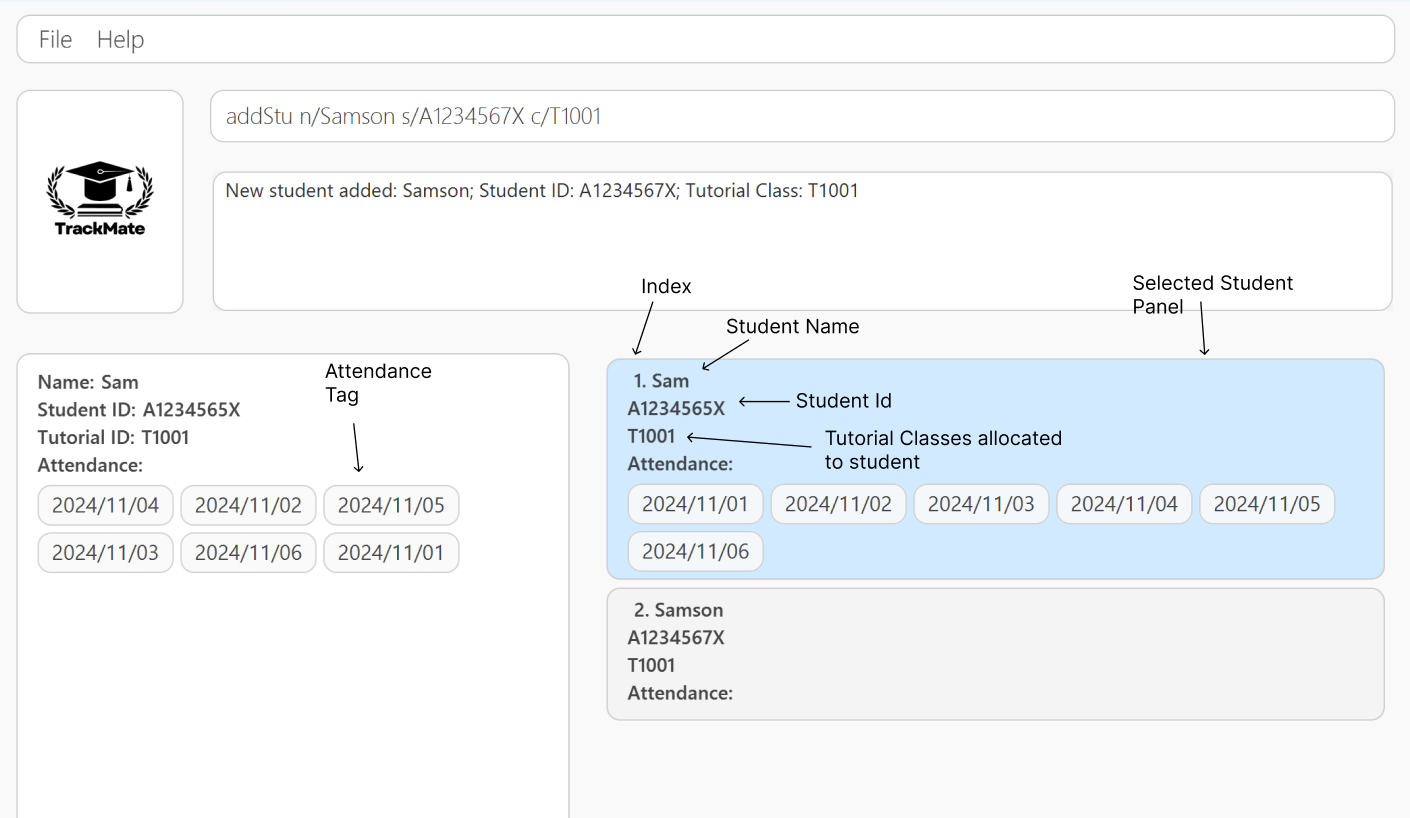 File Help
addStu n/Samson s/A1234567X c/T1001
TrackMate
New student added: Samson; Student ID: A1234567X; Tutorial Class: T1001
Index
Selected Student
Panel
Student Name
Name: Sam
Student ID: A1234565X
Tutorial ID: T1001
Attendance:
Attendance
Tag
2024/11/04 2024/11/02 2024/11/05
2024/11/03 2024/11/06 2024/11/01
1. Sam
A1234565X
Student Id
T1001
Tutorial Classes allocated
to student
Attendance:
2024/11/01 2024/11/02 2024/11/03 2024/11/04 2024/11/05
2024/11/06
2. Samson
A1234567X
T1001
Attendance: